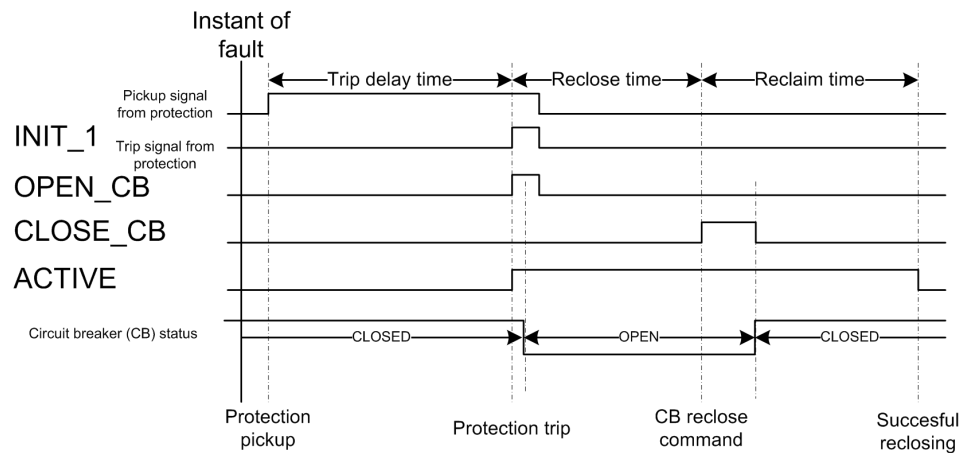 Instant of
fault
Trip delay time
Reclose time
Reclaim time
Pickup signal
from protection
INIT_1
Trip signal from
protection
OPEN_CB
CLOSE_CB
ACTIVE
Circuit breaker (CB) status
CLOSED
OPEN
CLOSED
Protection
pickup
Protection trip
CB reclose
command
Succesful
reclosing